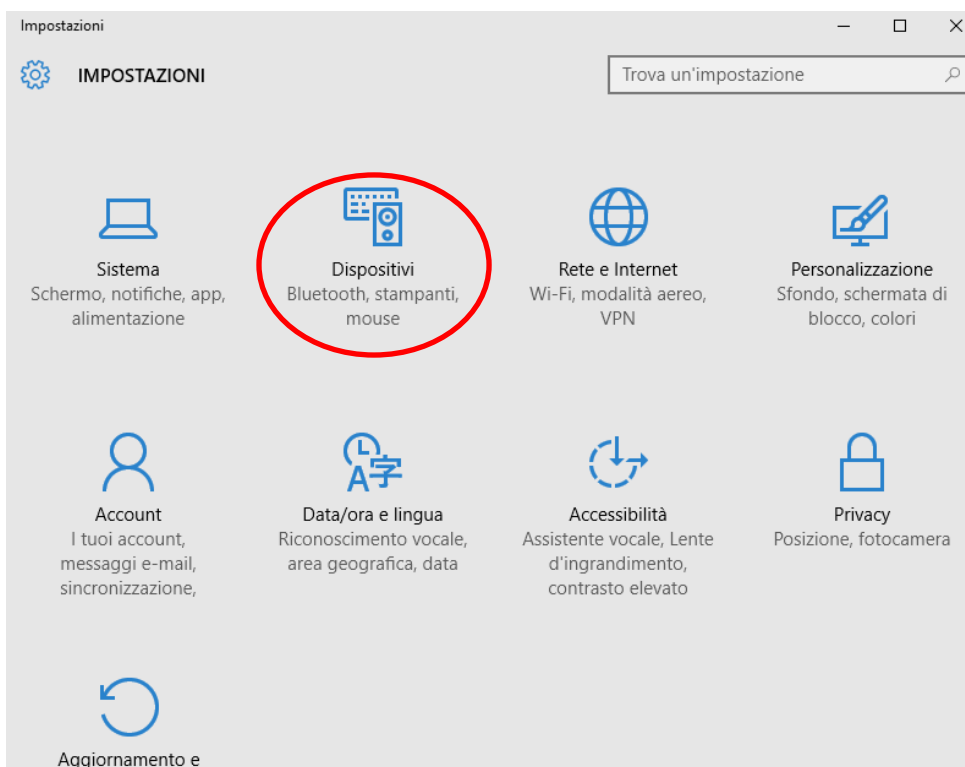 Impostazioni
IMPOSTAZIONI
Trova un'impostazione
Sistema
Schermo, notifiche, app,
alimentazione
Dispositivi
Bluetooth, stampanti,
mouse
Rete e Internet
Wi-Fi, modalità aereo,
VPN
Personalizzazione
Sfondo, schermata di
blocco, colori
Account
I tuoi account,
messaggi e-mail,
sincronizzazione,
A字
Data/ora e lingua
Riconoscimento vocale,
area geografica, data
Accessibilità
Assistente vocale, Lente
d'ingrandimento,
contrasto elevato
Privacy
Posizione, fotocamera
Aggiornamento e